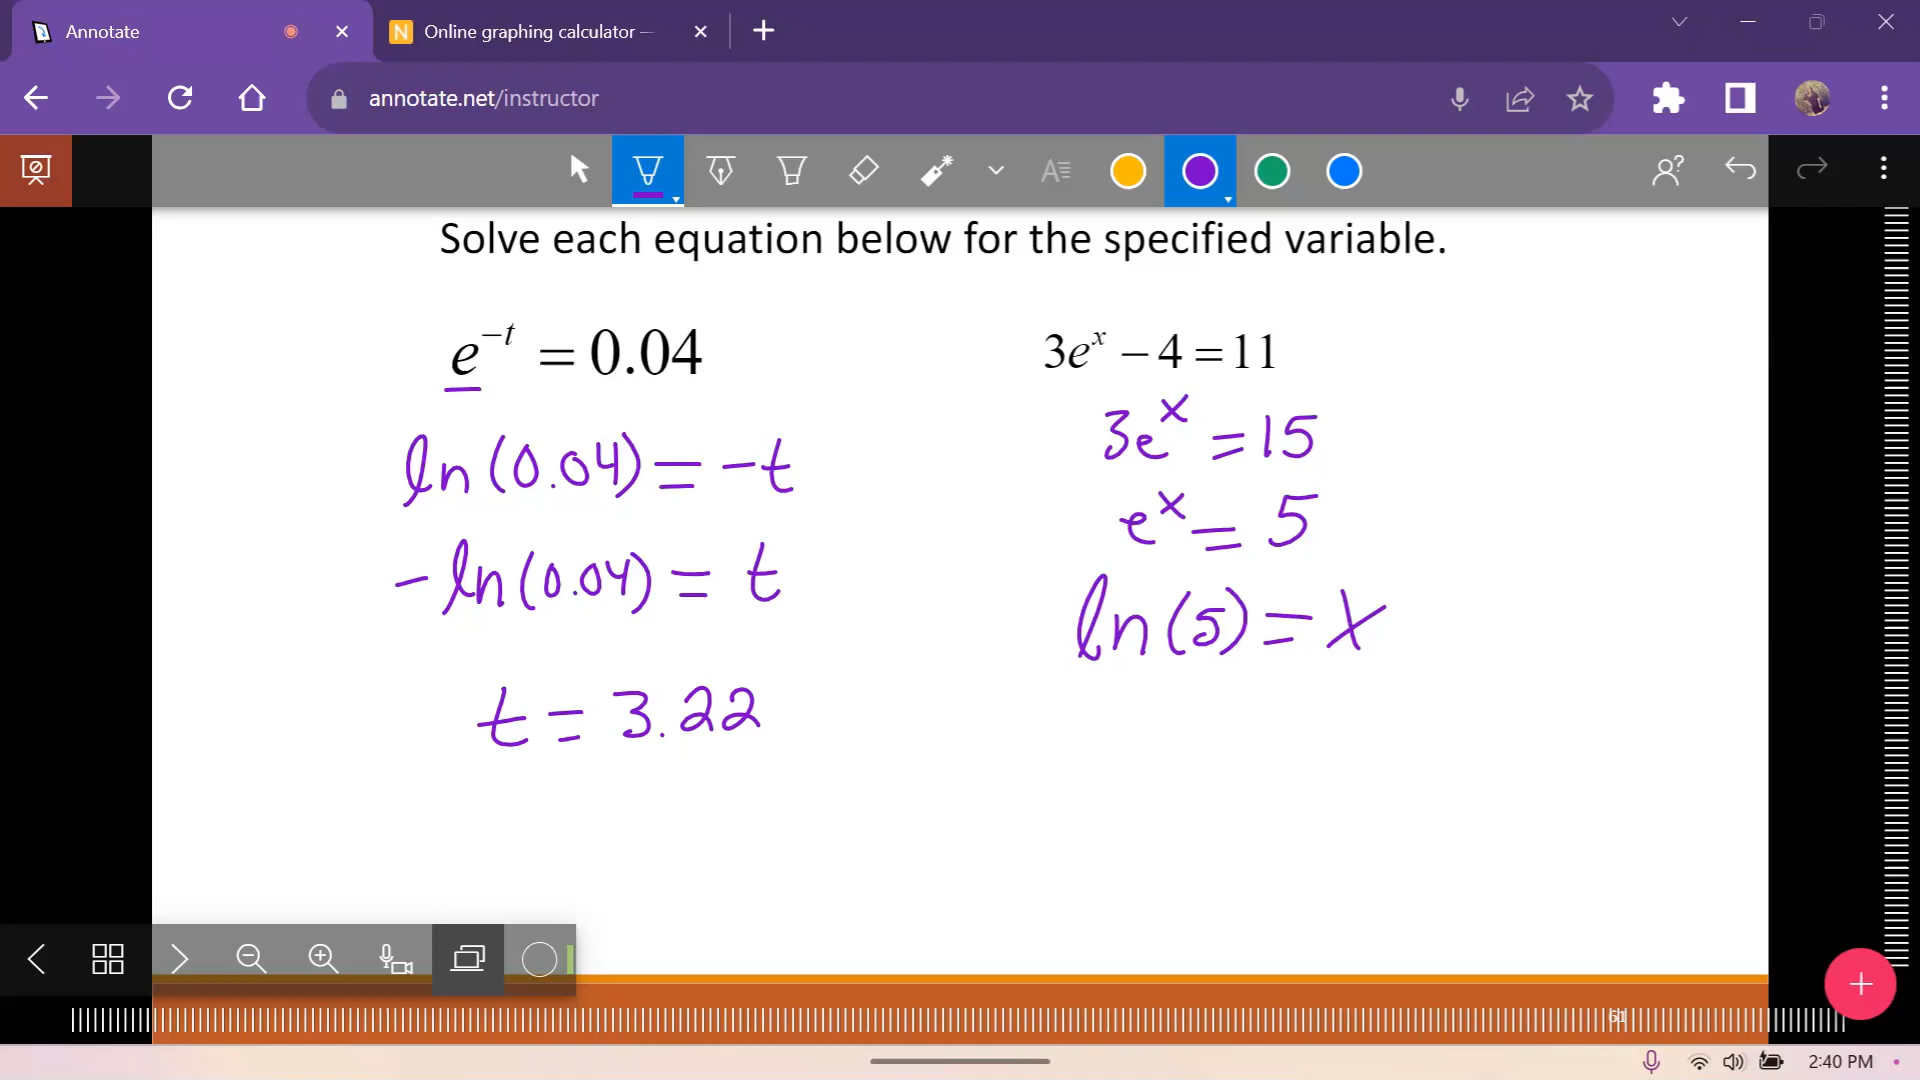 Annotate
Online graphing calculator —
annotate.net/instructor
Solve each equation below for the specified variable.
e^{-t} = 0.04
ln(0.04) = -t
-ln(0.04) = t
t = 3.22
3e^x - 4 = 11
3e^x = 15
e^x = 5
ln(5) = x
61
2:40 PM